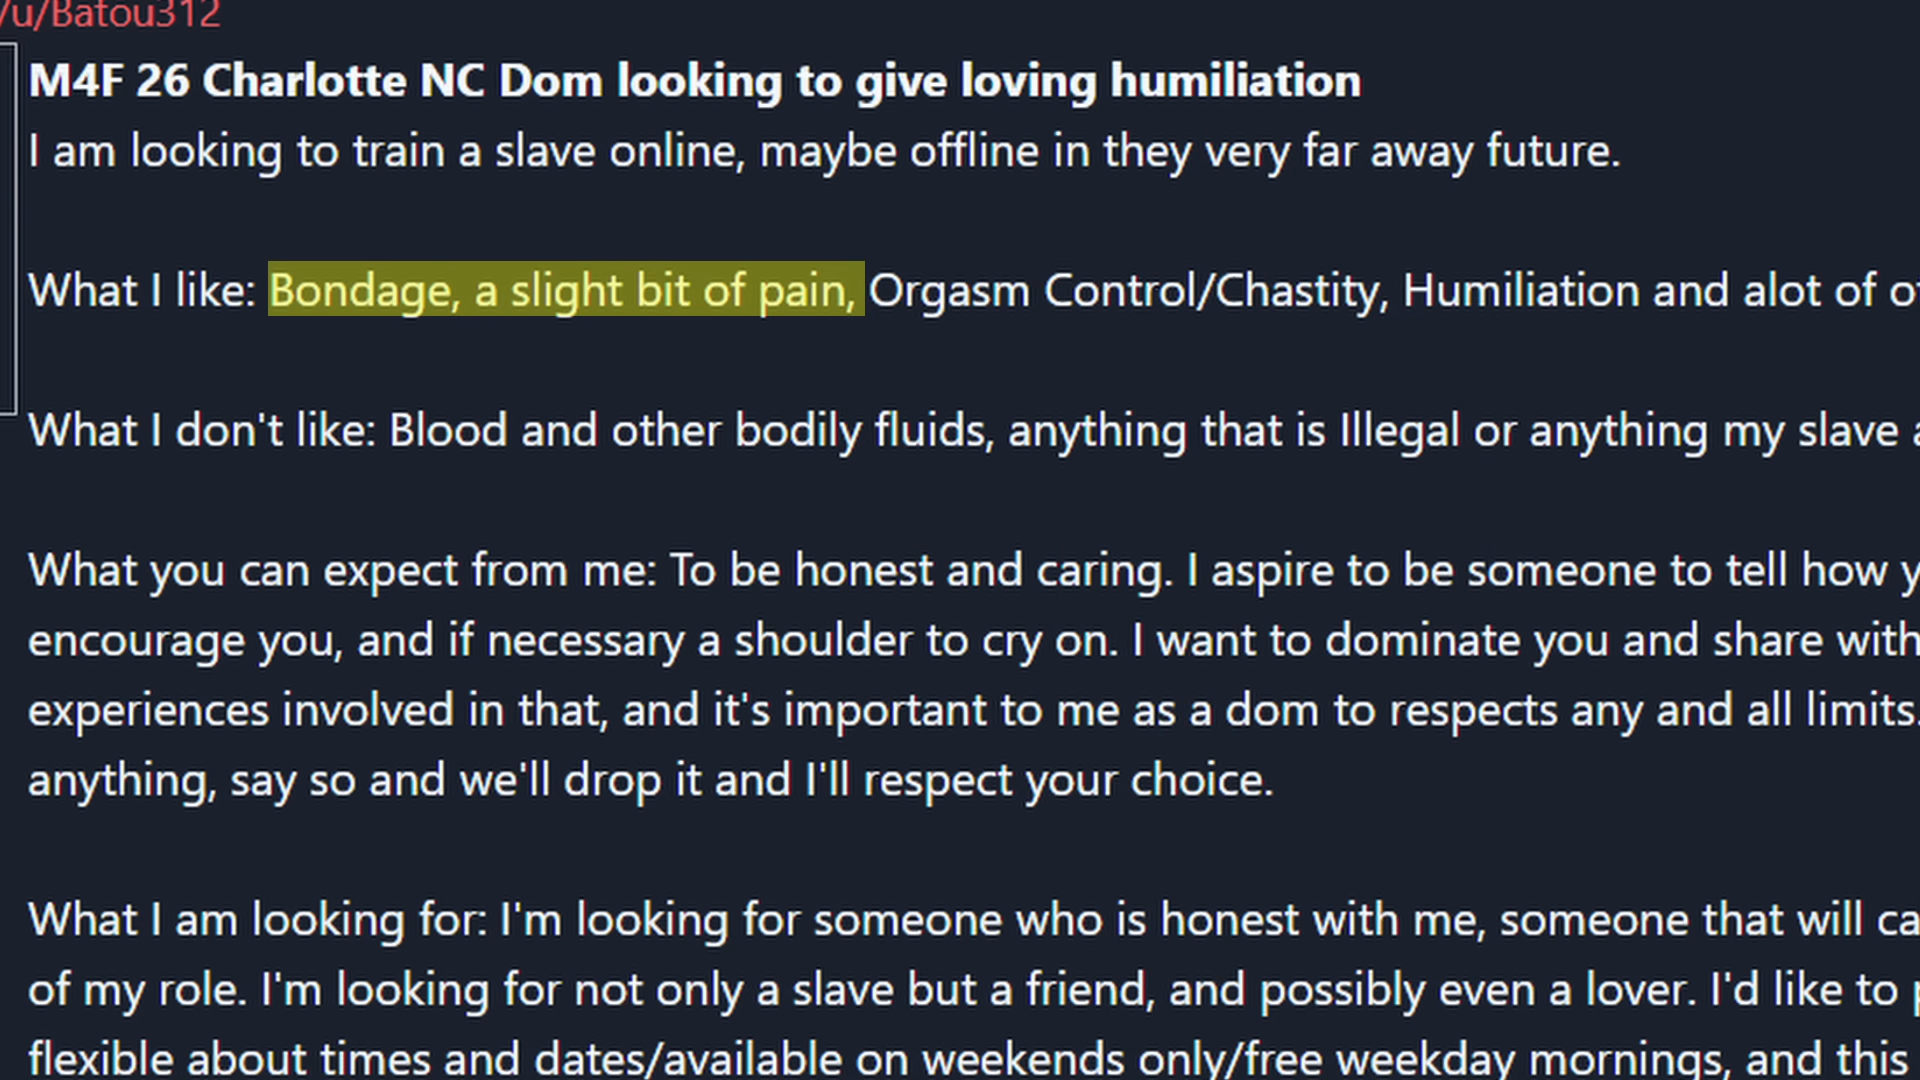 /u/Batou312
M4F 26 Charlotte NC Dom looking to give loving humiliation
I am looking to train a slave online, maybe offline in they very far away future.
What I like: Bondage, a slight bit of pain, Orgasm Control/Chastity, Humiliation and alot of
What I don't like: Blood and other bodily fluids, anything that is Illegal or anything my slave
What you can expect from me: To be honest and caring. I aspire to be someone to tell how
encourage you, and if necessary a shoulder to cry on. I want to dominate you and share with
experiences involved in that, and it's important to me as a dom to respects any and all limits.
anything, say so and we'll drop it and I'll respect your choice.
What I am looking for: I'm looking for someone who is honest with me, someone that will
of my role. I'm looking for not only a slave but a friend, and possibly even a lover. I'd like to
flexible about times and dates/available on weekends only/free weekday mornings, and this